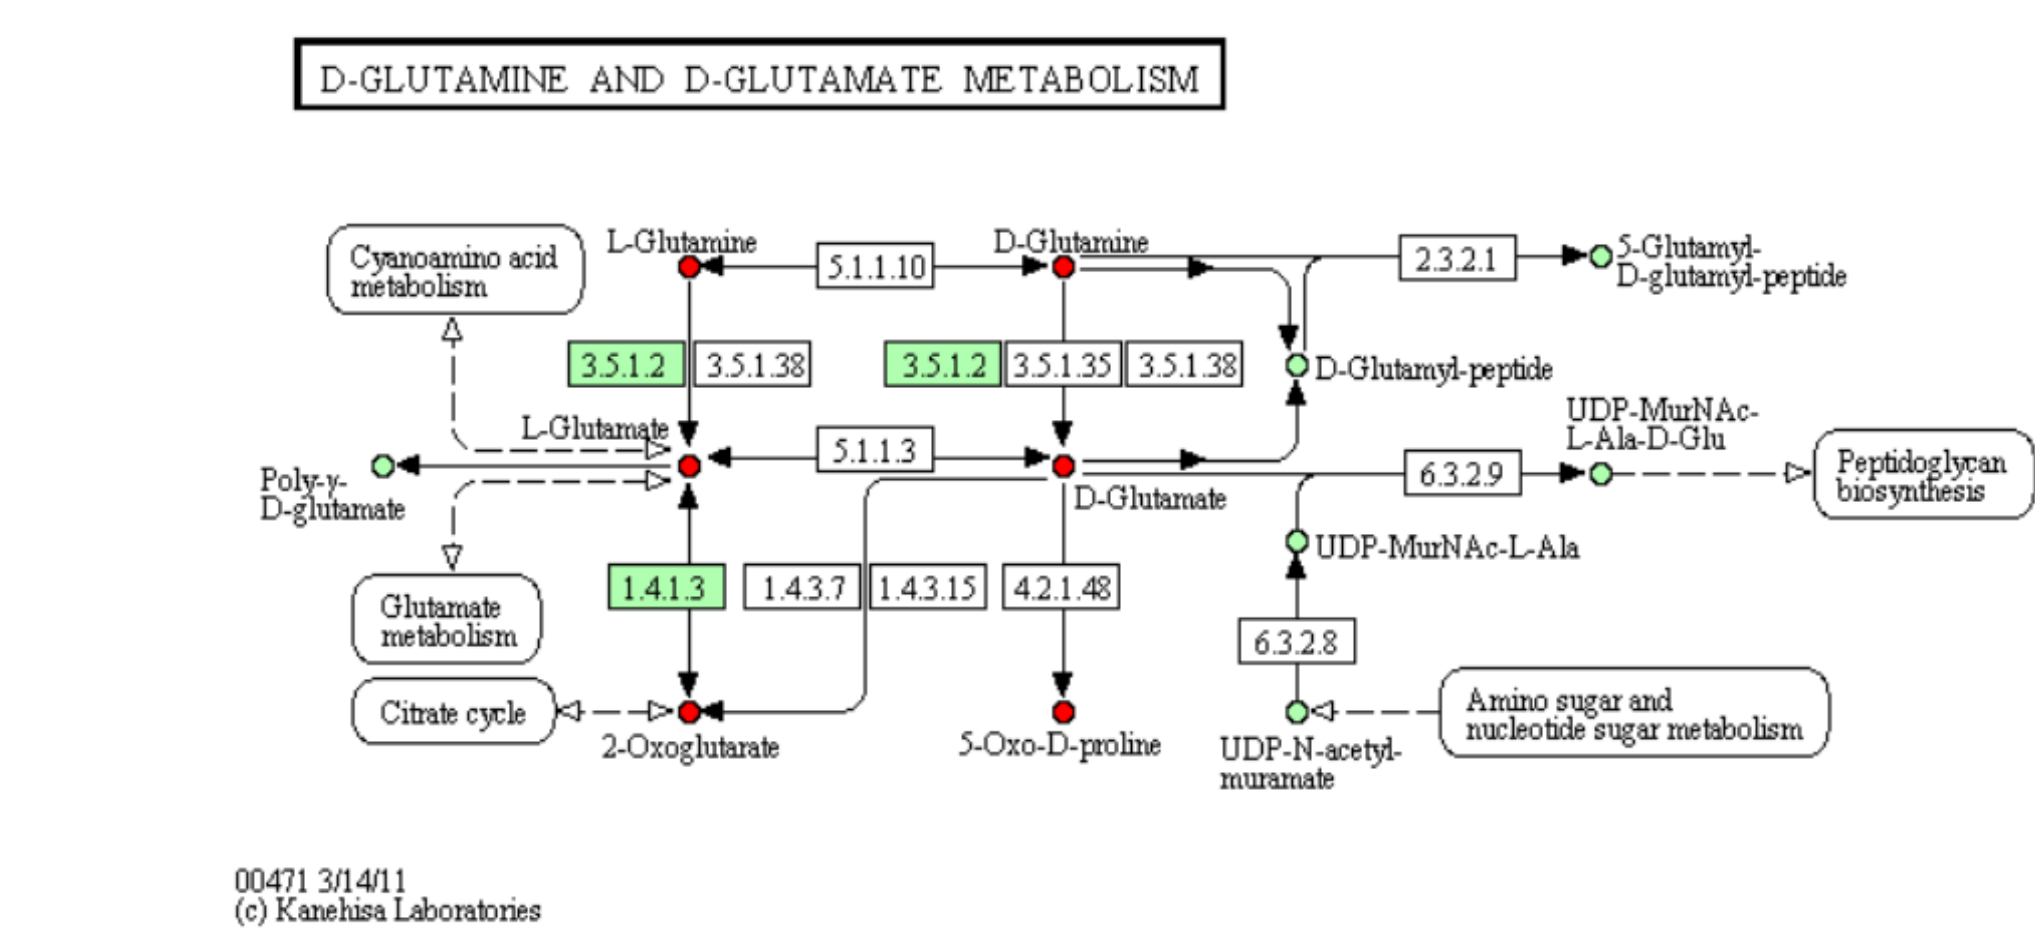 D-GLUTAMINE AND D-GLUTAMATE METABOLISM
Cyanoamino acid
metabolism
L-Glutamine
5.1.1.10
D-Glutamine
2.3.2.1
5-Glutamyl-
D-glutamyl-peptide
3.5.1.2
3.5.1.38
3.5.1.2
3.5.1.35
3.5.1.38
D-Glutamyl-peptide
L-Glutamate
5.1.1.3
UDP-MurNAc-
L-Ala-D-Glu
Poly-γ-
D-glutamate
D-Glutamate
6.3.2.9
Peptidoglycan
biosynthesis
UDP-MurNAc-L-Ala
Glutamate
metabolism
1.4.1.3
1.4.3.7
1.4.3.15
4.2.1.48
6.3.2.8
Citrate cycle
2-Oxoglutarate
5-Oxo-D-proline
UDP-N-acetyl-
muramate
Amino sugar and
nucleotide sugar metabolism
00471 3/14/11
(c) Kanehisa Laboratories